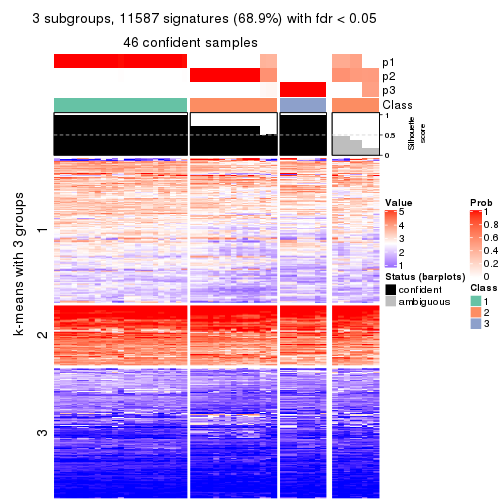 3 subgroups, 11587 signatures (68.9%) with fdr < 0.05
46 confident samples
p1
p2
p3
Class
1
0.5
0
Silhouette
score
k-means with 3 groups
1
2
3
Value
5
4
3
2
1
Status (barplots)
confident
ambiguous
Prob
1
0.8
0.6
0.4
0.2
0
Class
1
2
3